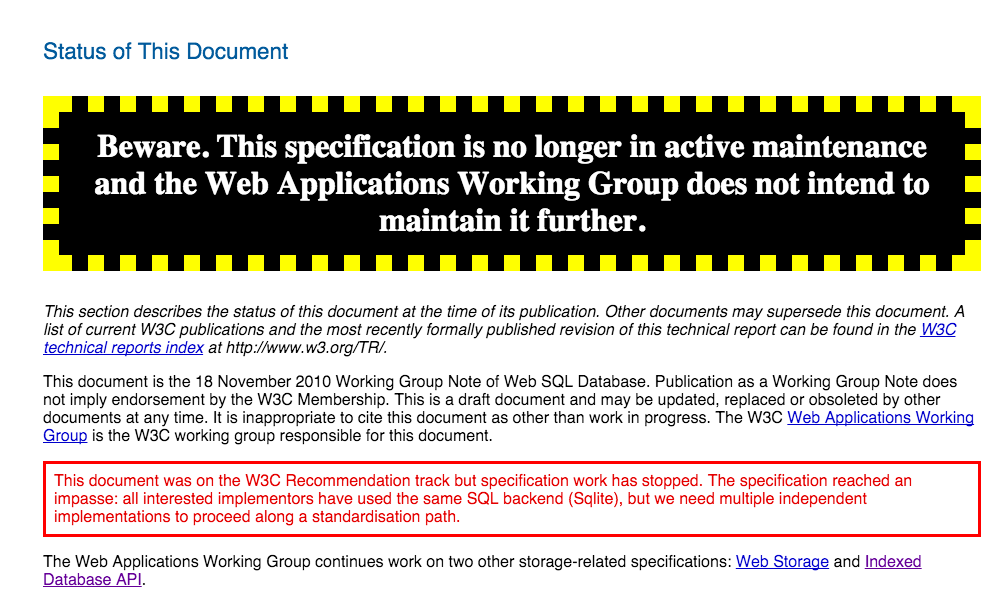 Status of This Document
Beware. This specification is no longer in active maintenance
and the Web Applications Working Group does not intend to
maintain it further.
This section describes the status of this document at the time of its publication. Other documents may supersede this document. A
list of current W3C publications and the most recently formally published revision of this technical report can be found in the W3C
technical reports index at http://www.w3.org/TR/.
This document is the 18 November 2010 Working Group Note of Web SQL Database. Publication as a Working Group Note does
not imply endorsement by the W3C Membership. This is a draft document and may be updated, replaced or obsoleted by other
documents at any time. It is inappropriate to cite this document as other than work in progress. The W3C Web Applications Working
Group is the W3C working group responsible for this document.
This document was on the W3C Recommendation track but specification work has stopped. The specification reached an
impasse: all interested implementors have used the same SQL backend (Sqlite), but we need multiple independent
implementations to proceed along a standardisation path.
The Web Applications Working Group continues work on two other storage-related specifications: Web Storage and Indexed
Database API.